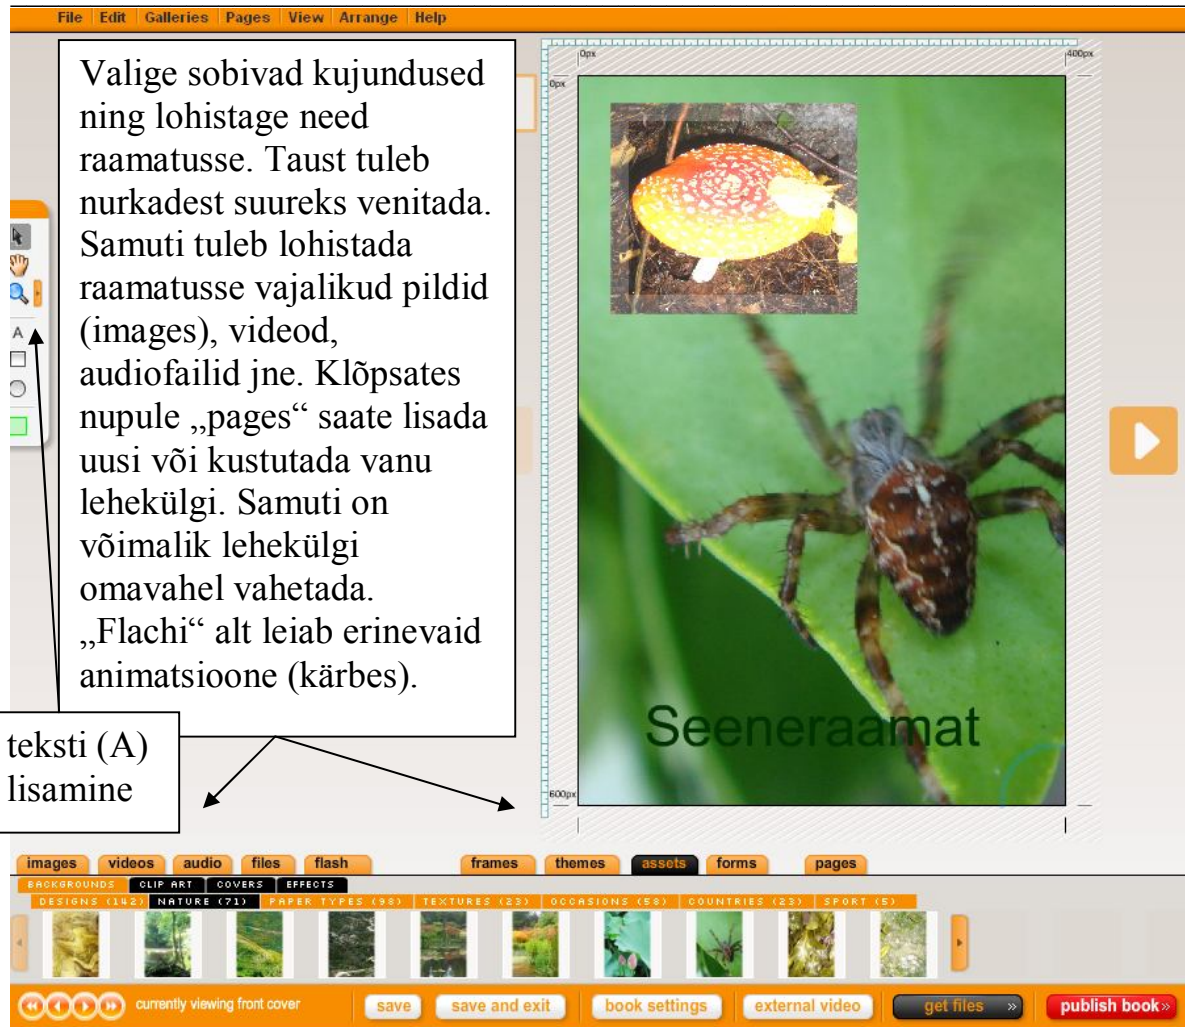 File Edit Galleries Pages View Arrange Help
Valige sobivad kujundused
ning lohistage need
raamatusse. Taust tuleb
nurkadest suureks venitada.
Samuti tuleb lohistada
raamatusse vajalikud pildid
(images), videod,
audiofailid jne. Klõpsates
nupule „pages“ saate lisada
uusi või kustutada vanu
lehekülgi. Samuti on
võimalik lehekülgi
omavahel vahetada.
„Flachi“ alt leiab erinevaid
animatsioone (kärbes).
teksti (A)
lisamine
A
0px
400px
0px
600px
Seeneraamat
images videos audio files flash frames themes assets forms pages
BACKGROUNDS CLIP ART COVERS EFFECTS
DESIGNS (142) NATURE (71) PAPER TYPES (98) TEXTURES (23) OCCASIONS (58) COUNTRIES (23) SPORT (5)
currently viewing front cover save save and exit book settings external video get files » publish book»